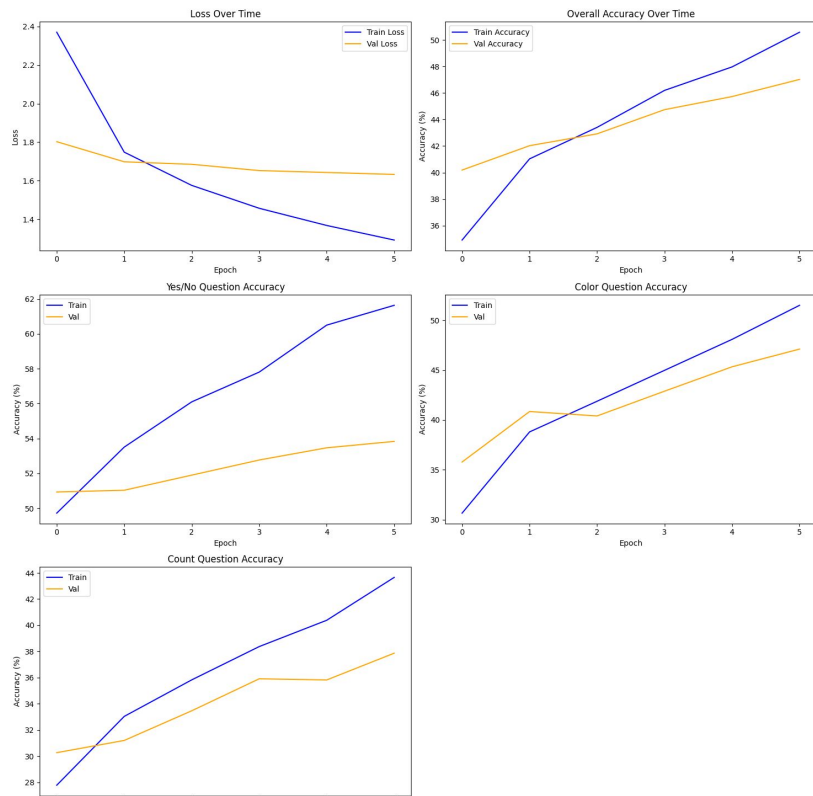 Loss Over Time
2.4
2.2
2.0
1.8
1.6
1.4
Loss
Train Loss
Val Loss
0 1 2 3 4 5
Epoch
Overall Accuracy Over Time
50
48
46
44
42
40
38
36
Accuracy (%)
Train Accuracy
Val Accuracy
0 1 2 3 4 5
Epoch
Yes/No Question Accuracy
62
60
58
56
54
52
50
Accuracy (%)
Train
Val
0 1 2 3 4 5
Epoch
Color Question Accuracy
50
45
40
35
30
Accuracy (%)
Train
Val
0 1 2 3 4 5
Epoch
Count Question Accuracy
44
42
40
38
36
34
32
30
28
Accuracy (%)
Train
Val